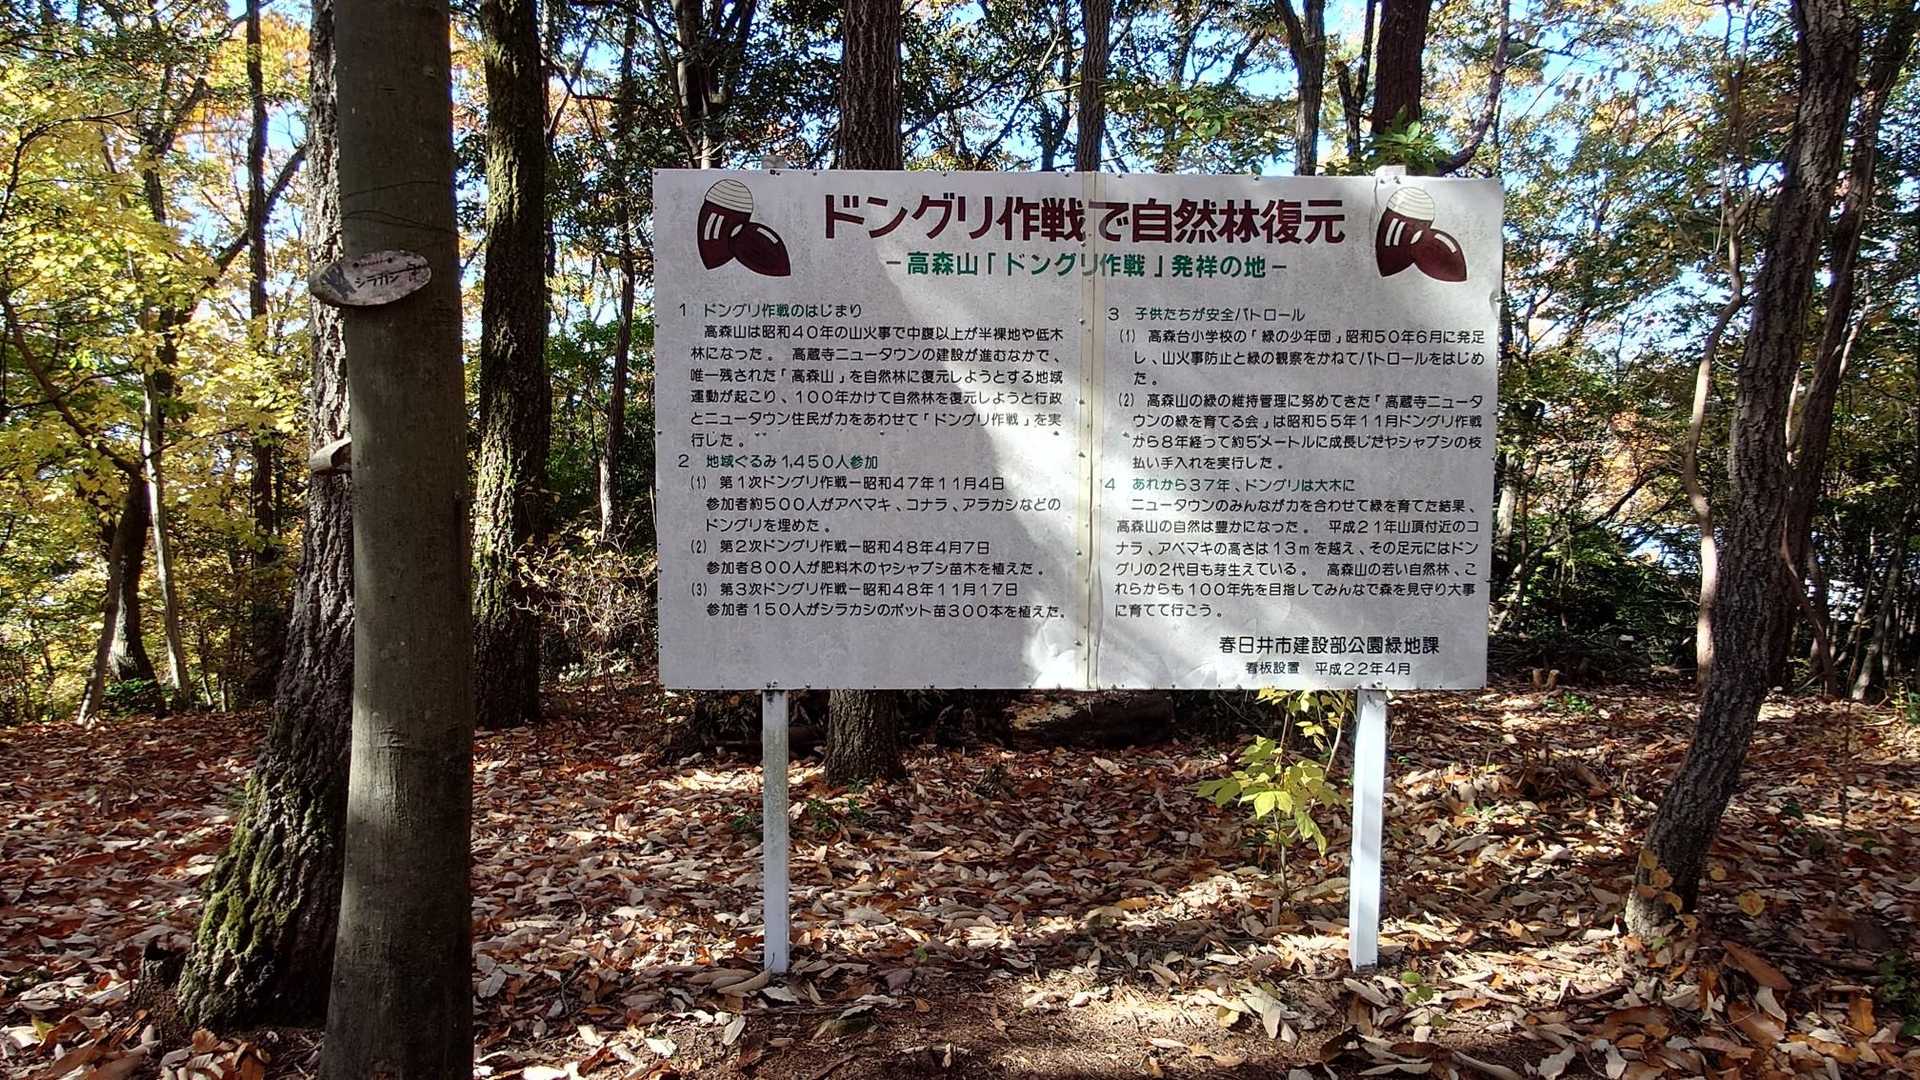 シラカシ
ドングリ作戦で自然林復元
－高森山「ドングリ作戦」発祥の地－
1 ドングリ作戦のはじまり
高森山は昭和40年の山火事で中腹以上が半裸地や低木
林になった。高蔵寺ニュータウンの建設が進むなかで、
唯一残された「高森山」を自然林に復元しようとする地域
運動が起こり、100年かけて自然林を復元しようと行政
とニュータウン住民が力をあわせて「ドングリ作戦」を実
行した。
2 地域ぐるみ1,450人参加
(1) 第1次ドングリ作戦－昭和47年11月4日
参加者約500人がアベマキ、コナラ、アラカシなどの
ドングリを埋めた。
(2) 第2次ドングリ作戦－昭和48年4月7日
参加者800人が肥料木のヤシャブシ苗木を植えた。
(3) 第3次ドングリ作戦－昭和48年11月17日
参加者150人がシラカシのポット苗300本を植えた。
3 子供たちが安全パトロール
(1) 高森台小学校の「緑の少年団」昭和50年6月に発足
し、山火事防止と緑の観察をかねてパトロールをはじめ
た。
(2) 高森山の緑の維持管理に努めてきた「高蔵寺ニュータ
ウンの緑を育てる会」は昭和55年11月ドングリ作戦
から8年経って約5メートルに成長したヤシャブシの枝
払い手入れを実行した。
4 あれから37年、ドングリは大木に
ニュータウンのみんなが力を合わせて緑を育てた結果、
高森山の自然は豊かになった。平成21年山頂付近のコ
ナラ、アベマキの高さは13mを越え、その足元にはドン
グリの2代目も芽生えている。高森山の若い自然林、こ
れからも100年先を目指してみんなで森を見守り大事
に育てて行こう。
春日井市建設部公園緑地課
看板設置 平成22年4月